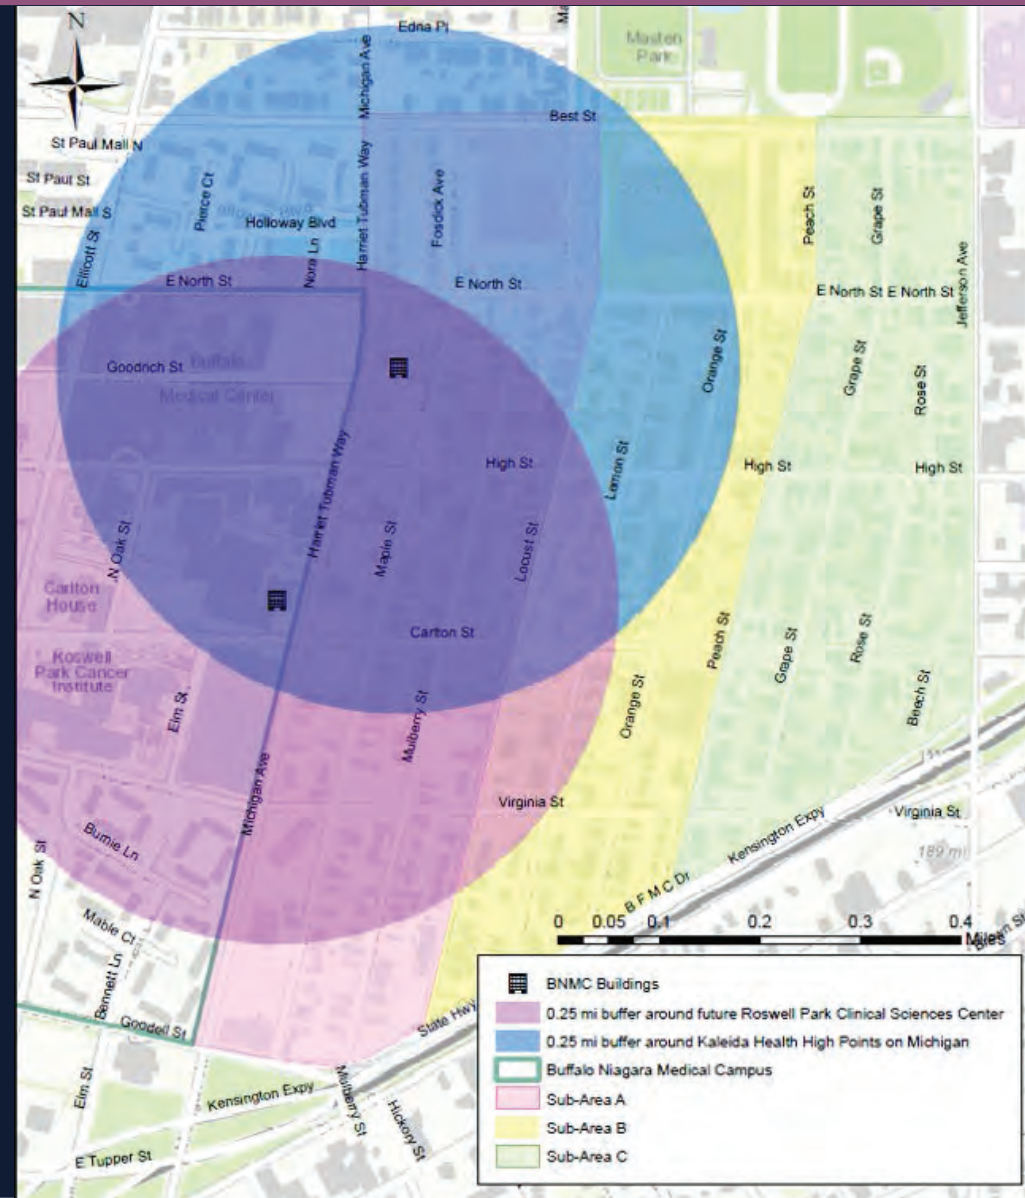 N
Edna Pl
Ma
Masten
Park
Michigan Ave
Best St
St Paul Mall N
St Paut St
St Paul Mall S
Pierce Ct
Harriet Tubman Way
Fosdick Ave
Peach St
Grape St
Holloway Blvd
Ellicott St
Nora Ln
Jefferson Ave
E North St
E North St
E North St
E North St
Goodrich St
Buffalo
Medical Center
Orange St
Grape St
Rose St
Harriet Tubman Way
High St
Lemon St
High St
High St
N Oak St
Maple St
Locust St
Carlton
House
Carlton St
Peach St
Grape St
Rose St
Roswell
Park Cancer
Institute
Elm St
Mulberry St
Orange St
Beech St
Michigan Ave
Virginia St
Virginia St
Kensington Expy
Burnie Ln
189 mi
N Oak St
B F M C Dr
Mable Ct
0 0.05 0.1 0.2 0.3 0.4
Miles
Bennett Ln
Goodell St
State Hwy
Elm St
Kensington Expy
Mulberry St
Hickory St
E Tupper St
BNMC Buildings
0.25 mi buffer around future Roswell Park Clinical Sciences Center
0.25 mi buffer around Kaleida Health High Points on Michigan
Buffalo Niagara Medical Campus
Sub-Area A
Sub-Area B
Sub-Area C